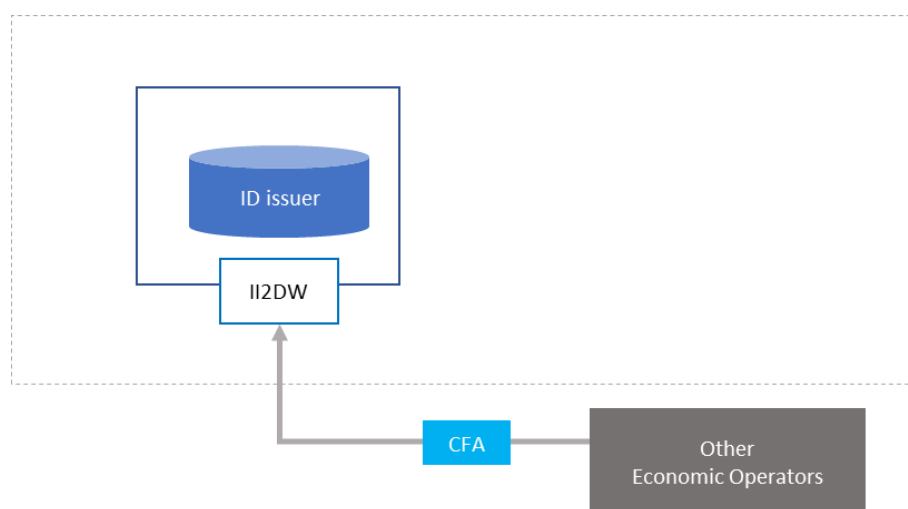 ID issuer
II2DW
CFA
Other
Economic Operators